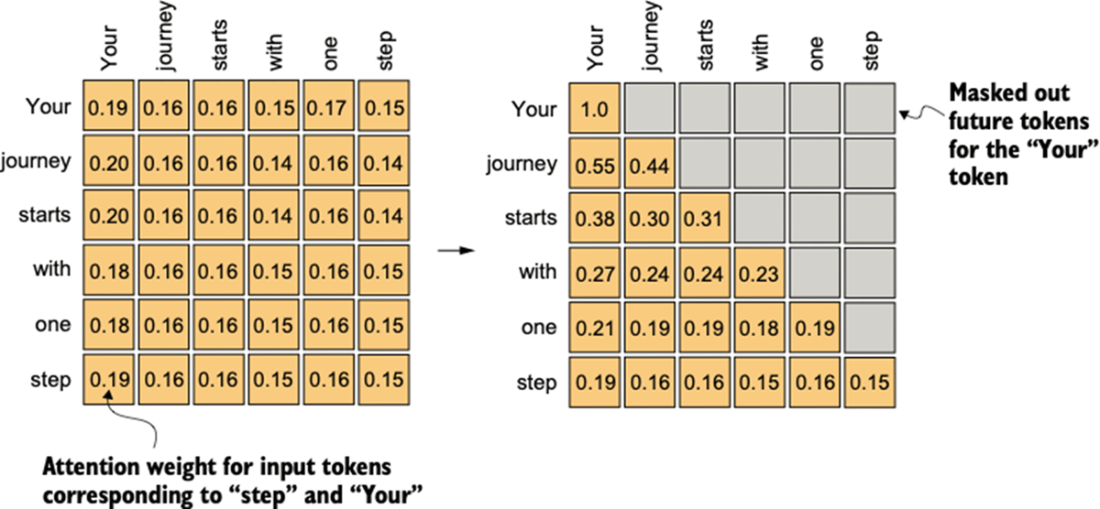 Your journey starts with one step
Your 0.19 0.16 0.16 0.15 0.17 0.15
journey 0.20 0.16 0.16 0.14 0.16 0.14
starts 0.20 0.16 0.16 0.14 0.16 0.14
with 0.18 0.16 0.16 0.15 0.16 0.15
one 0.18 0.16 0.16 0.15 0.16 0.15
step 0.19 0.16 0.16 0.15 0.16 0.15
Attention weight for input tokens
corresponding to “step” and “Your”
Your journey starts with one step
Your 1.0
journey 0.55 0.44
starts 0.38 0.30 0.31
with 0.27 0.24 0.24 0.23
one 0.21 0.19 0.19 0.18 0.19
step 0.19 0.16 0.16 0.15 0.16 0.15
Masked out
future tokens
for the “Your”
token